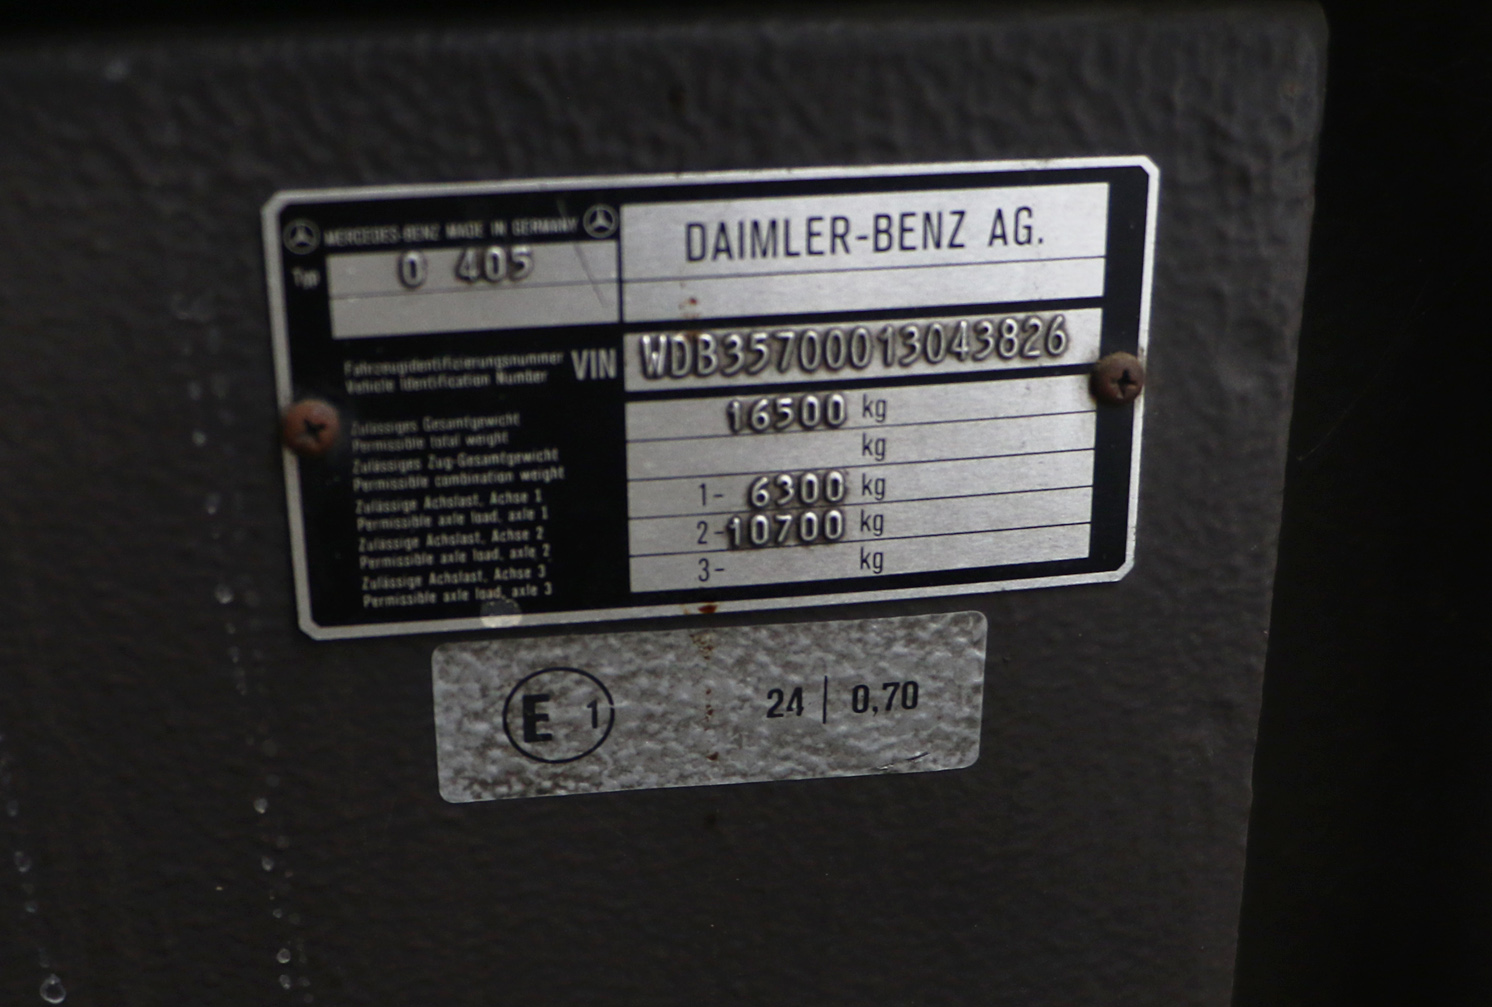 MERCEDES-BENZ MADE IN GERMANY
DAIMLER-BENZ AG.
Typ O 405
Fahrzeugidentifizierungsnummer
Vehicle Identification Number
VIN WDB35700013043826
Zulässiges Gesamtgewicht
Permissible total weight
16500 kg
Zulässiges Zug-Gesamtgewicht
Permissible combination weight
kg
Zulässige Achslast, Achse 1
Permissible axle load, axle 1
1- 6300 kg
Zulässige Achslast, Achse 2
Permissible axle load, axle 2
2- 10700 kg
Zulässige Achslast, Achse 3
Permissible axle load, axle 3
3- kg
E 1 24 | 0,70